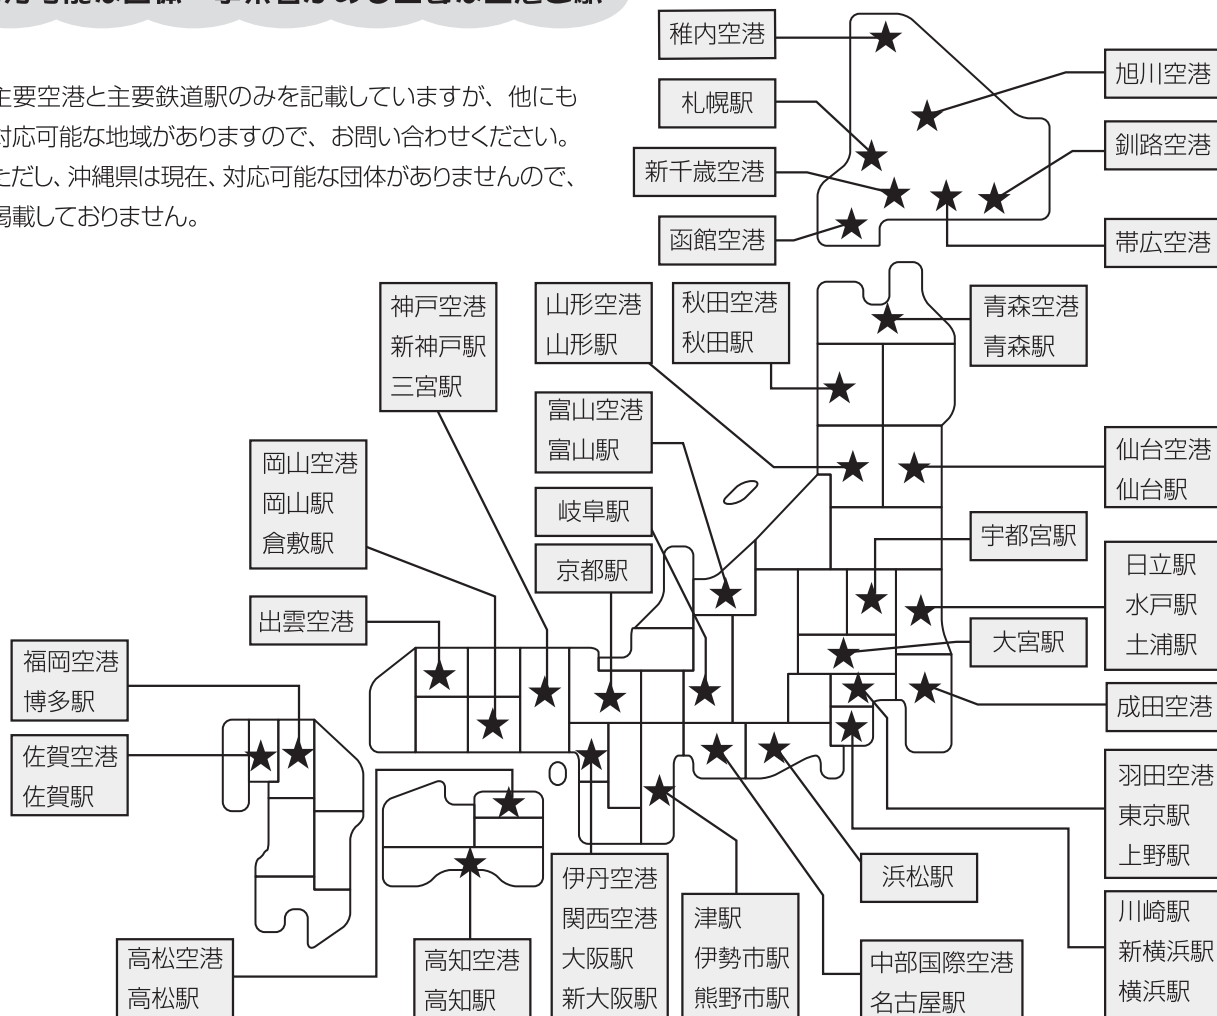 主要空港と主要鉄道駅のみを記載していますが、他にも
対応可能な地域がありますので、お問い合わせください。
ただし、沖縄県は現在、対応可能な団体がありませんので、
掲載しておりません。
稚内空港
札幌駅
新千歳空港
函館空港
旭川空港
釧路空港
帯広空港
神戸空港
新神戸駅
三宮駅
山形空港
山形駅
秋田空港
秋田駅
青森空港
青森駅
富山空港
富山駅
岡山空港
岡山駅
倉敷駅
岐阜駅
京都駅
仙台空港
仙台駅
宇都宮駅
日立駅
水戸駅
土浦駅
大宮駅
出雲空港
福岡空港
博多駅
佐賀空港
佐賀駅
成田空港
羽田空港
東京駅
上野駅
浜松駅
川崎駅
新横浜駅
横浜駅
伊丹空港
関西空港
大阪駅
新大阪駅
津駅
伊勢市駅
熊野市駅
中部国際空港
名古屋駅
高松空港
高松駅
高知空港
高知駅